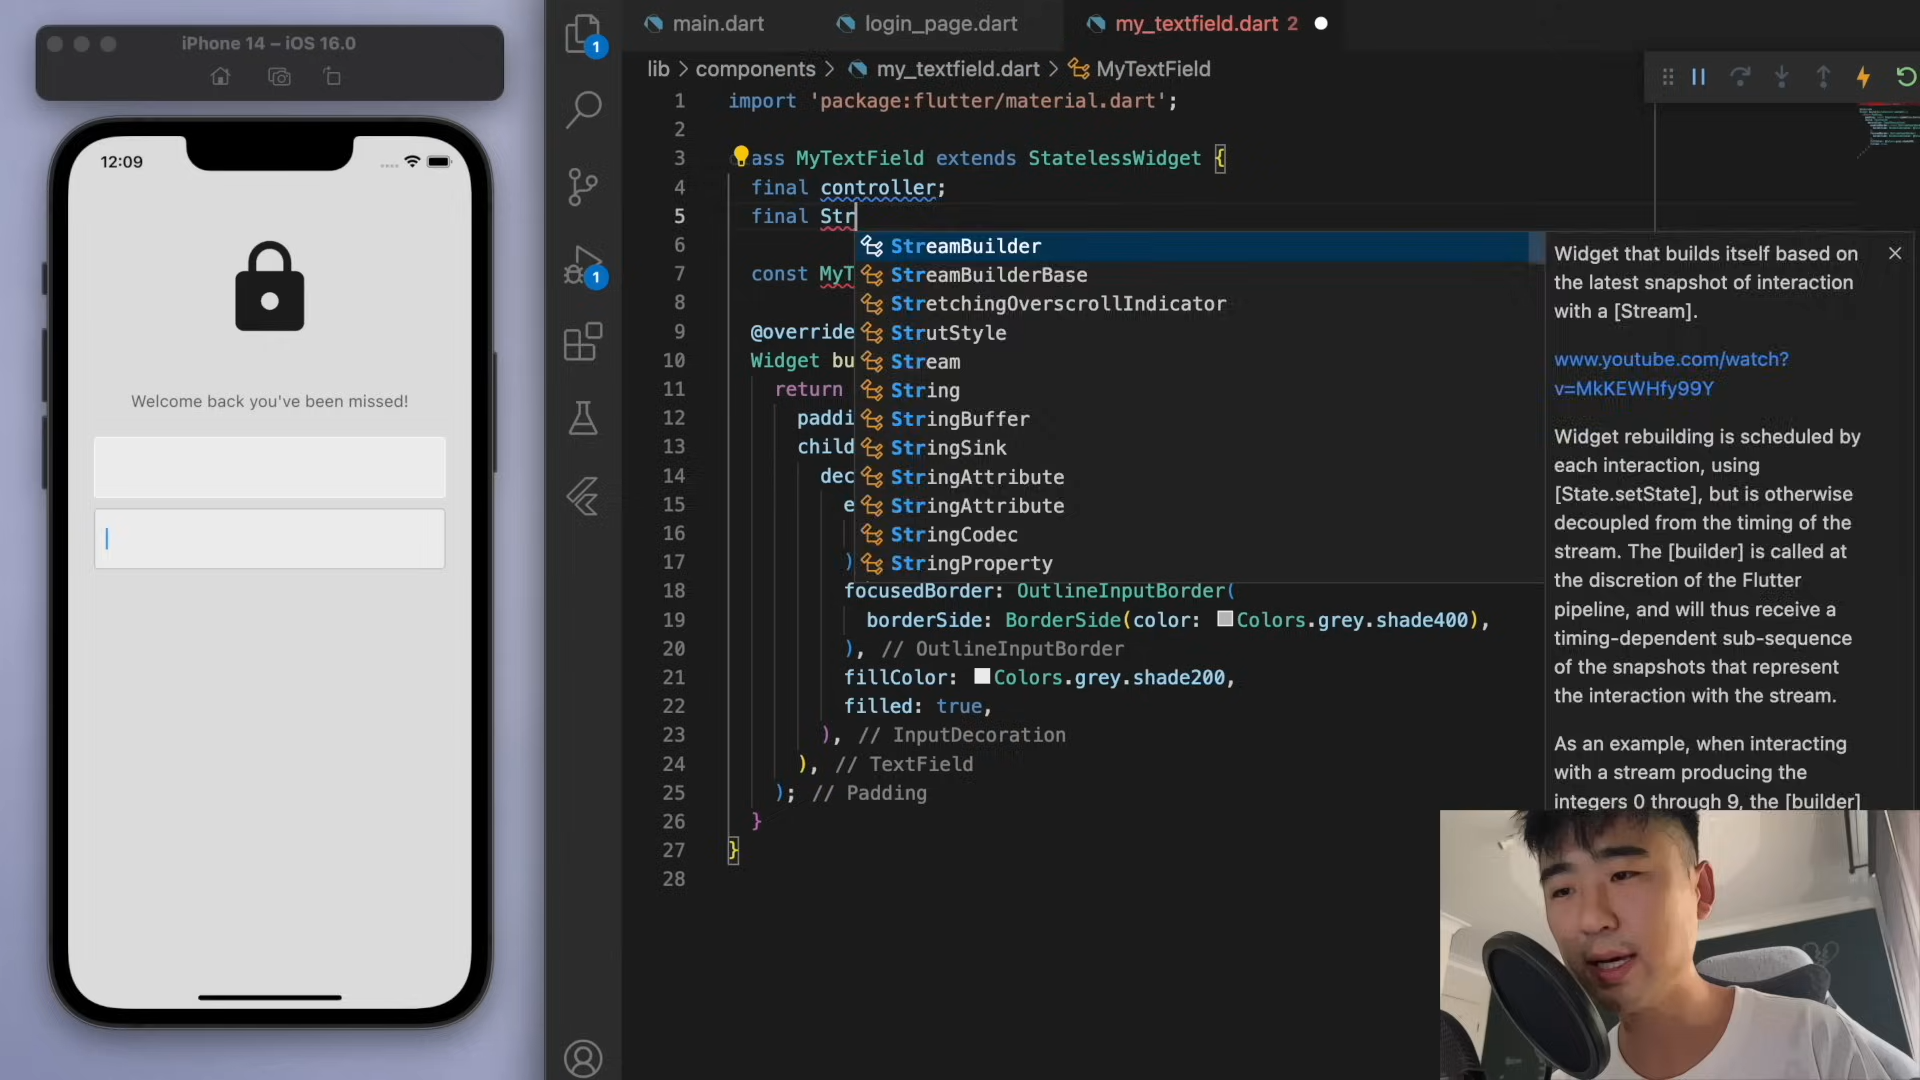 iPhone 14 – iOS 16.0
12:09
Welcome back you've been missed!
1
1
main.dart
login_page.dart
my_textfield.dart 2
lib > components > my_textfield.dart > MyTextField
1 import 'package:flutter/material.dart';
2
3 ass MyTextField extends StatelessWidget {
4 final controller;
5 final Str
6
7 const MyT
8
9 @override
10 Widget bu
11 return
12 paddi
13 child
14 dec
15 e
16
17 )
18 focusedBorder: OutlineInputBorder(
19 borderSide: BorderSide(color: Colors.grey.shade400),
20 ), // OutlineInputBorder
21 fillColor: Colors.grey.shade200,
22 filled: true,
23 ), // InputDecoration
24 ), // TextField
25 ); // Padding
26 }
27 }
28
StreamBuilder
StreamBuilderBase
StretchingOverscrollIndicator
StrutStyle
Stream
String
StringBuffer
StringSink
StringAttribute
StringAttribute
StringCodec
StringProperty
Widget that builds itself based on
the latest snapshot of interaction
with a [Stream].
www.youtube.com/watch?
v=MkKEWHfy99Y
Widget rebuilding is scheduled by
each interaction, using
[State.setState], but is otherwise
decoupled from the timing of the
stream. The [builder] is called at
the discretion of the Flutter
pipeline, and will thus receive a
timing-dependent sub-sequence
of the snapshots that represent
the interaction with the stream.
As an example, when interacting
with a stream producing the
integers 0 through 9, the [builder]